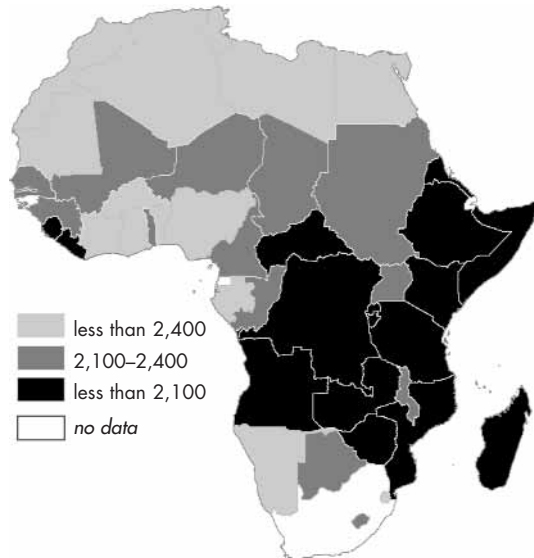 less than 2,400
2,100–2,400
less than 2,100
no data